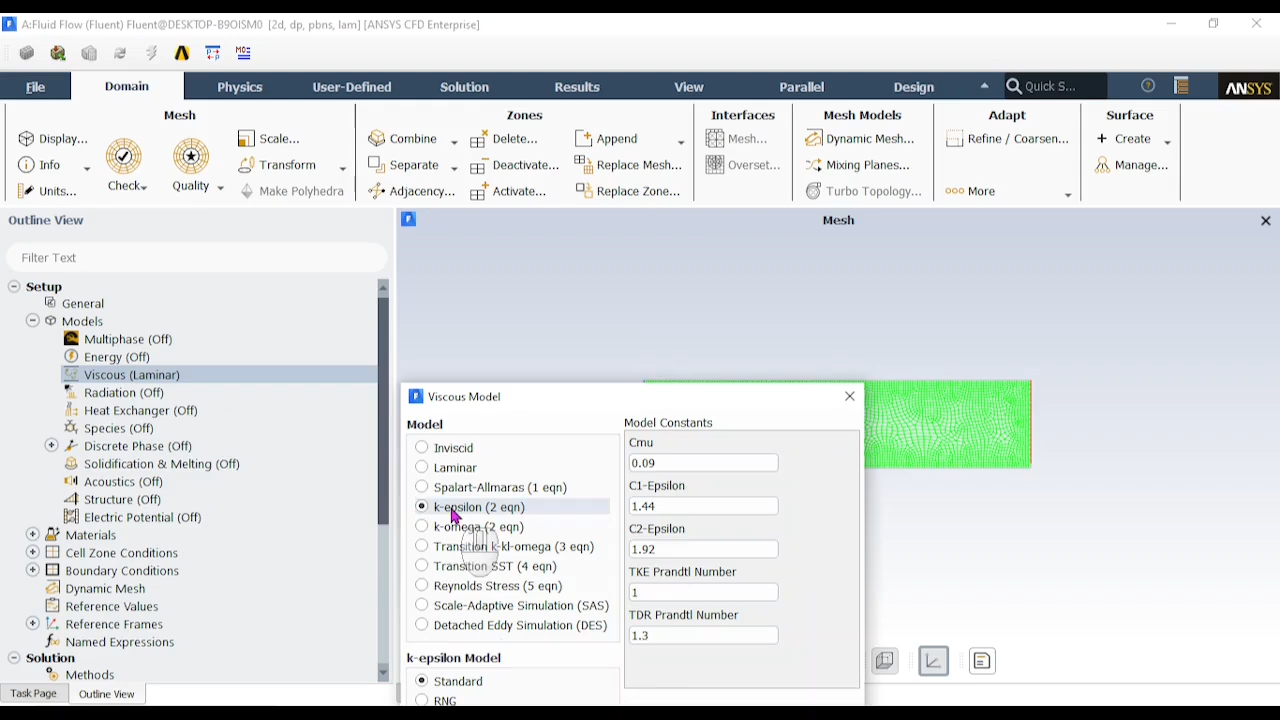 A:Fluid Flow (Fluent) Fluent@DESKTOP-B9OISM0 [2d, dp, pbns, lam] [ANSYS CFD Enterprise]
File Domain Physics User-Defined Solution Results View Parallel Design Quick S... ANSYS
Mesh Zones Interfaces Mesh Models Adapt Surface
Display... Scale... Combine Delete... Append Mesh... Dynamic Mesh... Refine / Coarsen... Create
Info Check Quality Transform Separate Deactivate... Replace Mesh... Overset... Mixing Planes... Manage...
Units... Make Polyhedra Adjacency... Activate... Replace Zone... Turbo Topology... More
Outline View
Mesh
Filter Text
Setup
General
Models
Multiphase (Off)
Energy (Off)
Viscous (Laminar)
Radiation (Off)
Heat Exchanger (Off)
Species (Off)
Discrete Phase (Off)
Solidification & Melting (Off)
Acoustics (Off)
Structure (Off)
Electric Potential (Off)
Materials
Cell Zone Conditions
Boundary Conditions
Dynamic Mesh
Reference Values
Reference Frames
Named Expressions
Solution
Methods
Task Page Outline View
Viscous Model
Model
Inviscid
Laminar
Spalart-Allmaras (1 eqn)
k-epsilon (2 eqn)
k-omega (2 eqn)
Transition k-kl-omega (3 eqn)
Transition SST (4 eqn)
Reynolds Stress (5 eqn)
Scale-Adaptive Simulation (SAS)
Detached Eddy Simulation (DES)
k-epsilon Model
Standard
RNG
Model Constants
Cmu
0.09
C1-Epsilon
1.44
C2-Epsilon
1.92
TKE Prandtl Number
1
TDR Prandtl Number
1.3